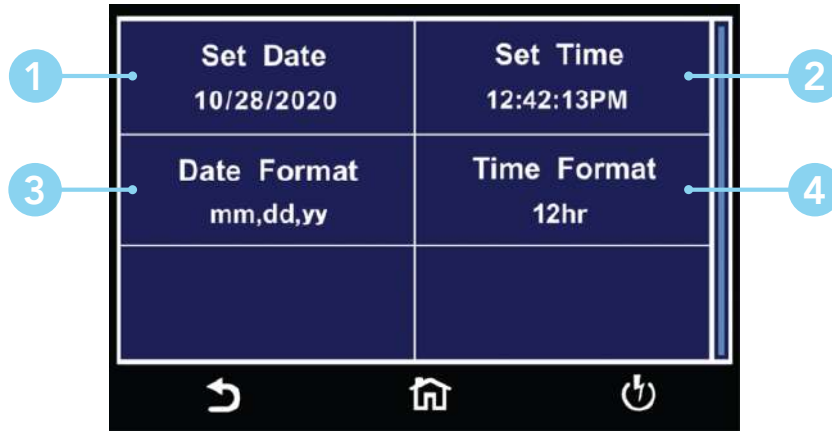 1
Set Date
10/28/2020
2
Set Time
12:42:13PM
3
Date Format
mm,dd,yy
4
Time Format
12hr